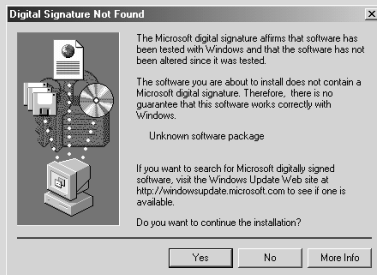 Digital Signature Not Found
The Microsoft digital signature affirms that software has
been tested with Windows and that the software has not
been altered since it was tested.
The software you are about to install does not contain a
Microsoft digital signature. Therefore, there is no
guarantee that this software works correctly with
Windows.
Unknown software package
If you want to search for Microsoft digitally signed
software, visit the Windows Update Web site at
http://windowsupdate.microsoft.com to see if one is
available.
Do you want to continue the installation?
Yes No More Info